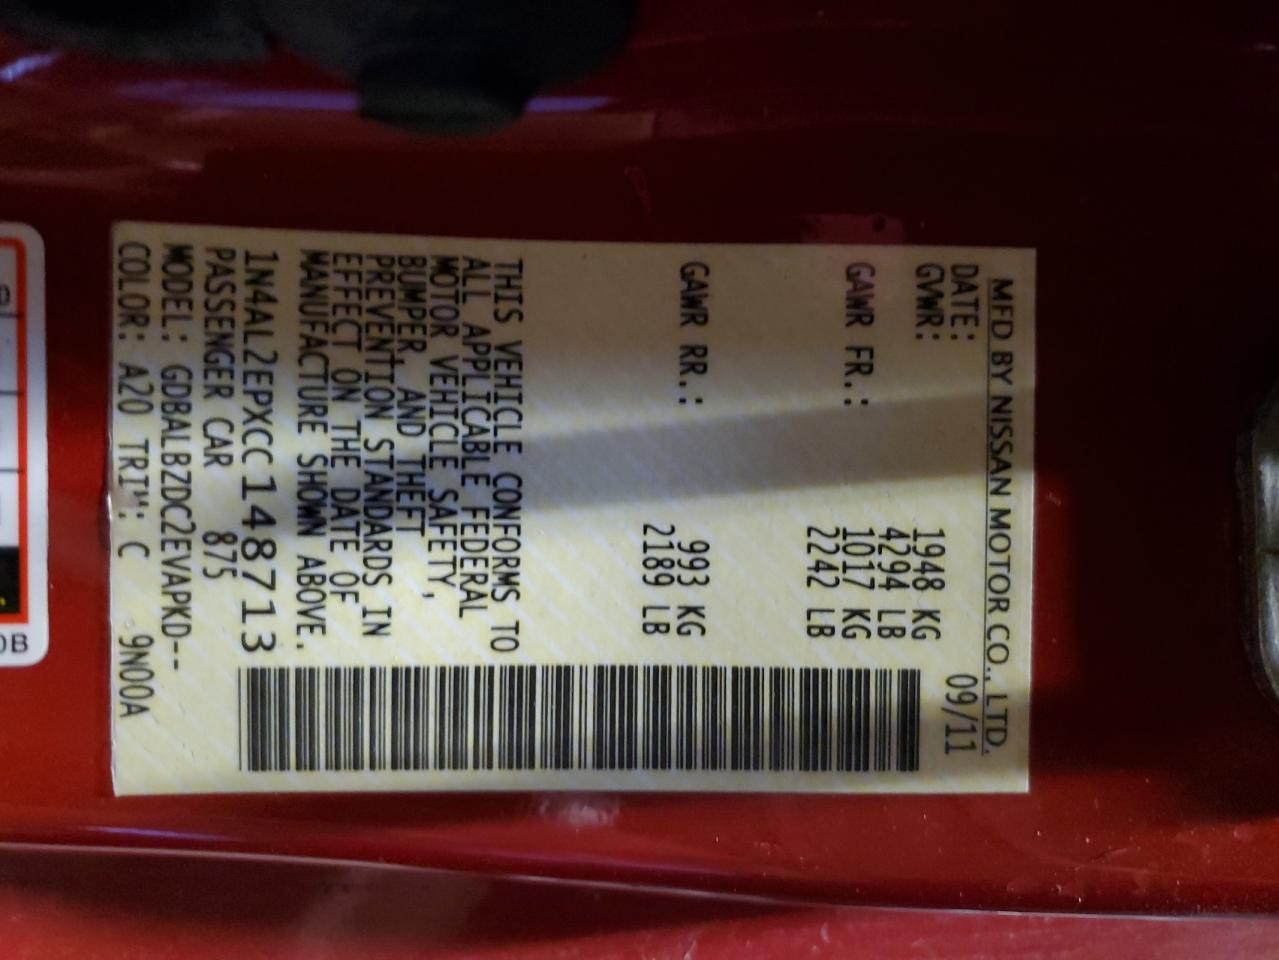 MFD BY NISSAN MOTOR CO., LTD.
DATE: 09/11
GVWR: 1948 KG
4294 LB
GAWR FR.: 1017 KG
2242 LB
GAWR RR.: 993 KG
2189 LB
THIS VEHICLE CONFORMS TO
ALL APPLICABLE FEDERAL
MOTOR VEHICLE SAFETY,
BUMPER, AND THEFT
PREVENTION STANDARDS IN
EFFECT ON THE DATE OF
MANUFACTURE SHOWN ABOVE.
1N4AL2EPXCC148713
PASSENGER CAR 875
MODEL: GDBALBZDC2EVAPKD--
COLOR: A20 TRIM: C 9N00A